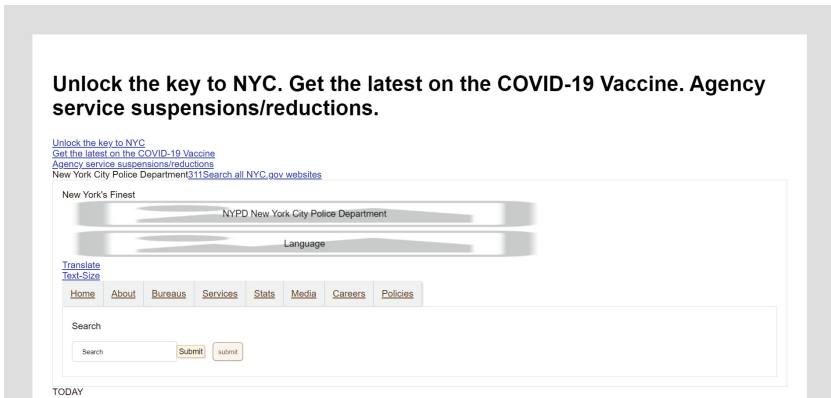 Unlock the key to NYC. Get the latest on the COVID-19 Vaccine. Agency
service suspensions/reductions.
Unlock the key to NYC
Get the latest on the COVID-19 Vaccine
Agency service suspensions/reductions
New York City Police Department311Search all NYC.gov websites
New York's Finest
NYPD New York City Police Department
Language
Translate
Text-Size
Home About Bureaus Services Stats Media Careers Policies
Search
Search Submit submit
TODAY